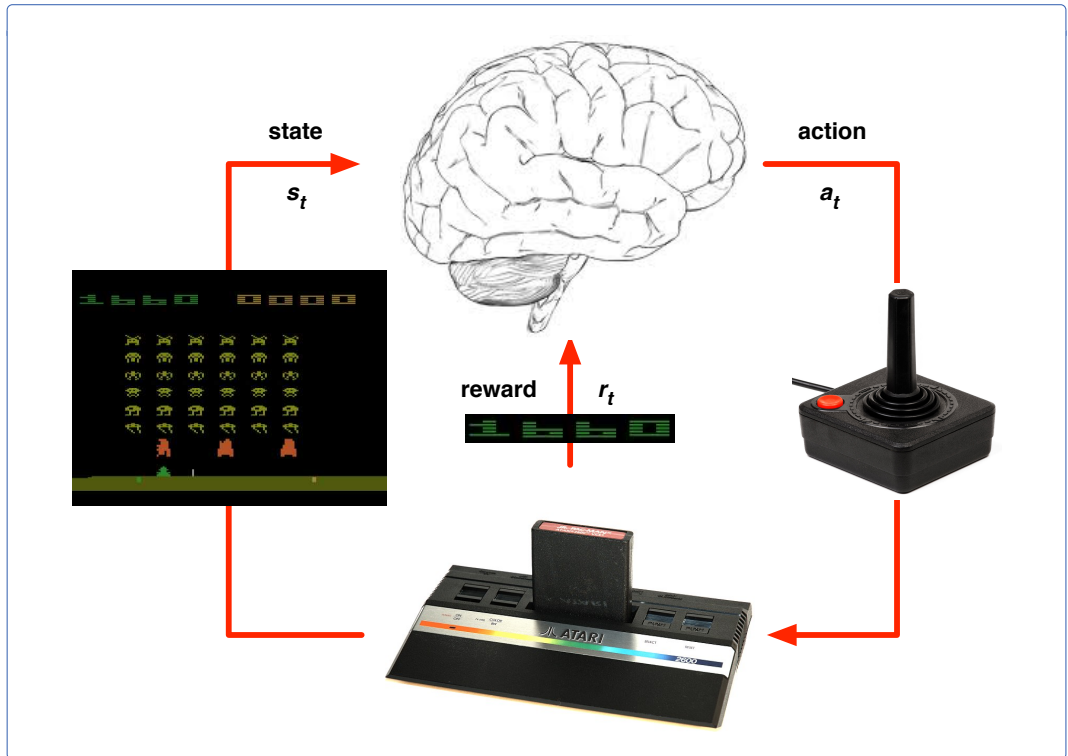 state
action
s_t
a_t
1660 0000
reward r_t
1660
ATARI
2600